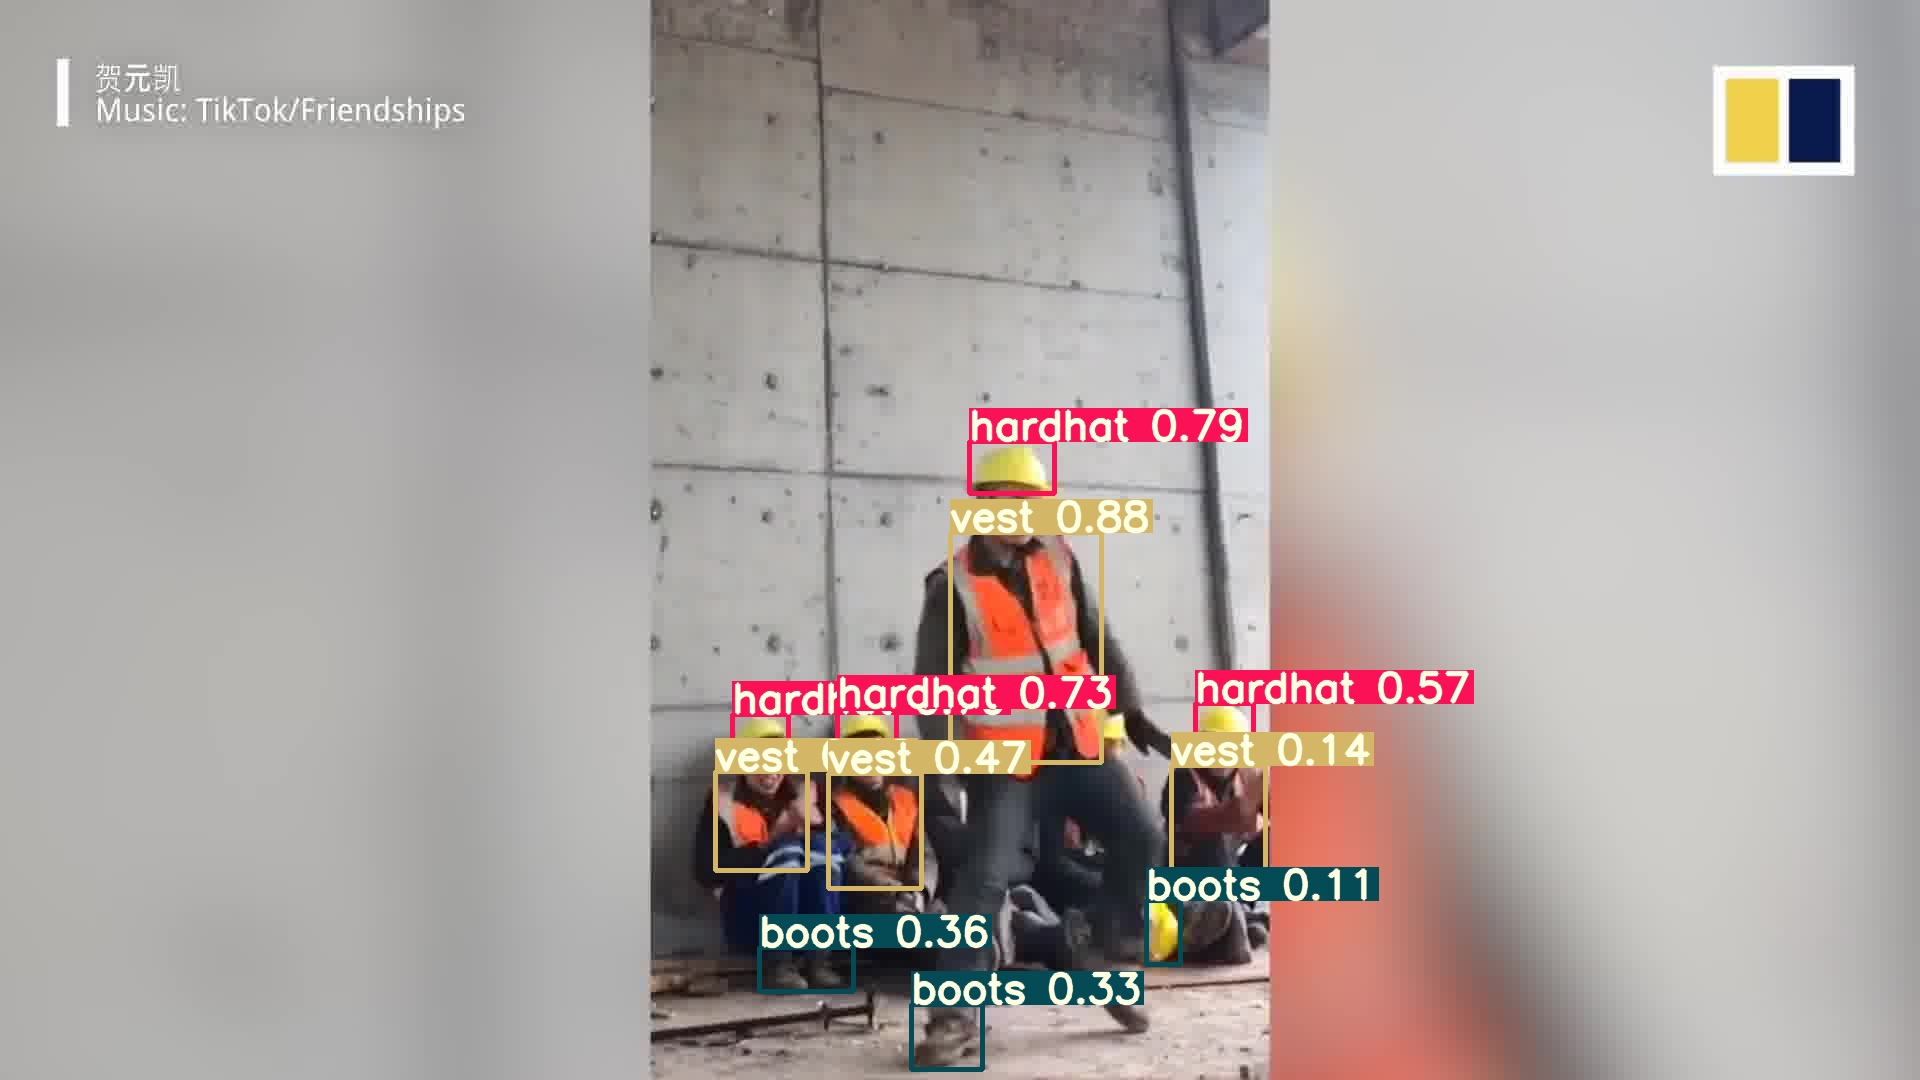 贺元凯
Music: TikTok/Friendships
hardhat 0.79
vest 0.88
hardhat 0.73
hardhat 0.57
vest
vest 0.47
vest 0.14
boots 0.11
boots 0.36
boots 0.33